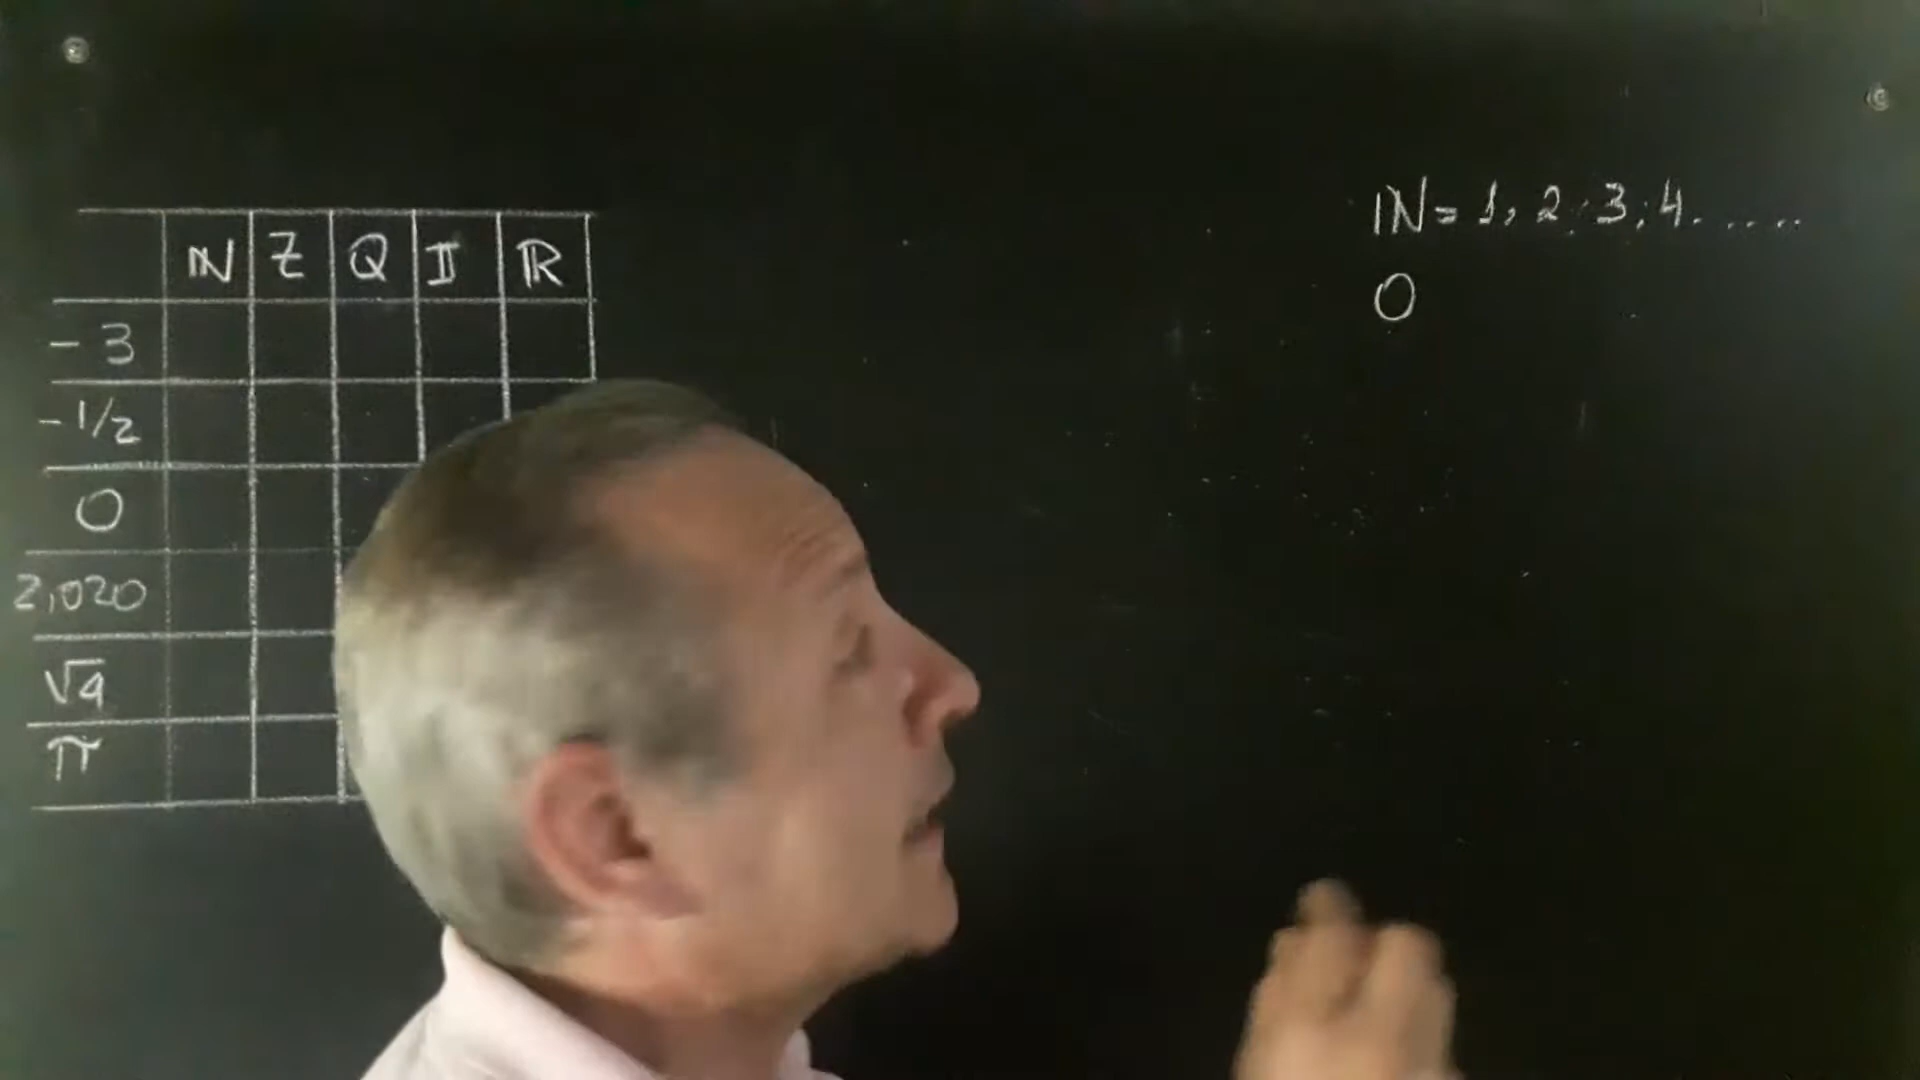 ℕ Z Q 𝕀 ℝ
-3
-1/2
0
2,020
√4
π
ℕ = 1, 2; 3; 4.....
0